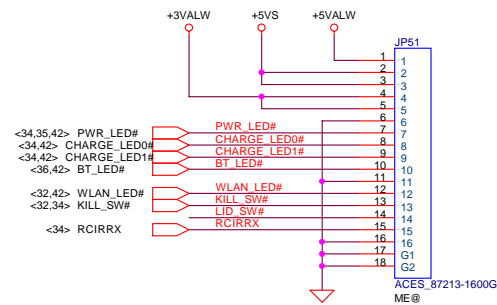 +3VALW +5VS +5VALW
JP51
1 1
2 2
3 3
4 4
5 5
6 6
<34,35,42> PWR_LED# PWR_LED# 7 7
<34,42> CHARGE_LED0# CHARGE_LED0# 8 8
<34,42> CHARGE_LED1# CHARGE_LED1# 9 9
<36,42> BT_LED# BT_LED# 10 10
11 11
<32,42> WLAN_LED# WLAN_LED# 12 12
<32,34> KILL_SW# KILL_SW# 13 13
LID_SW# 14 14
<34> RCIRRX RCIRRX 15 15
16 16
17 G1
18 G2
ACES_87213-1600G
ME@